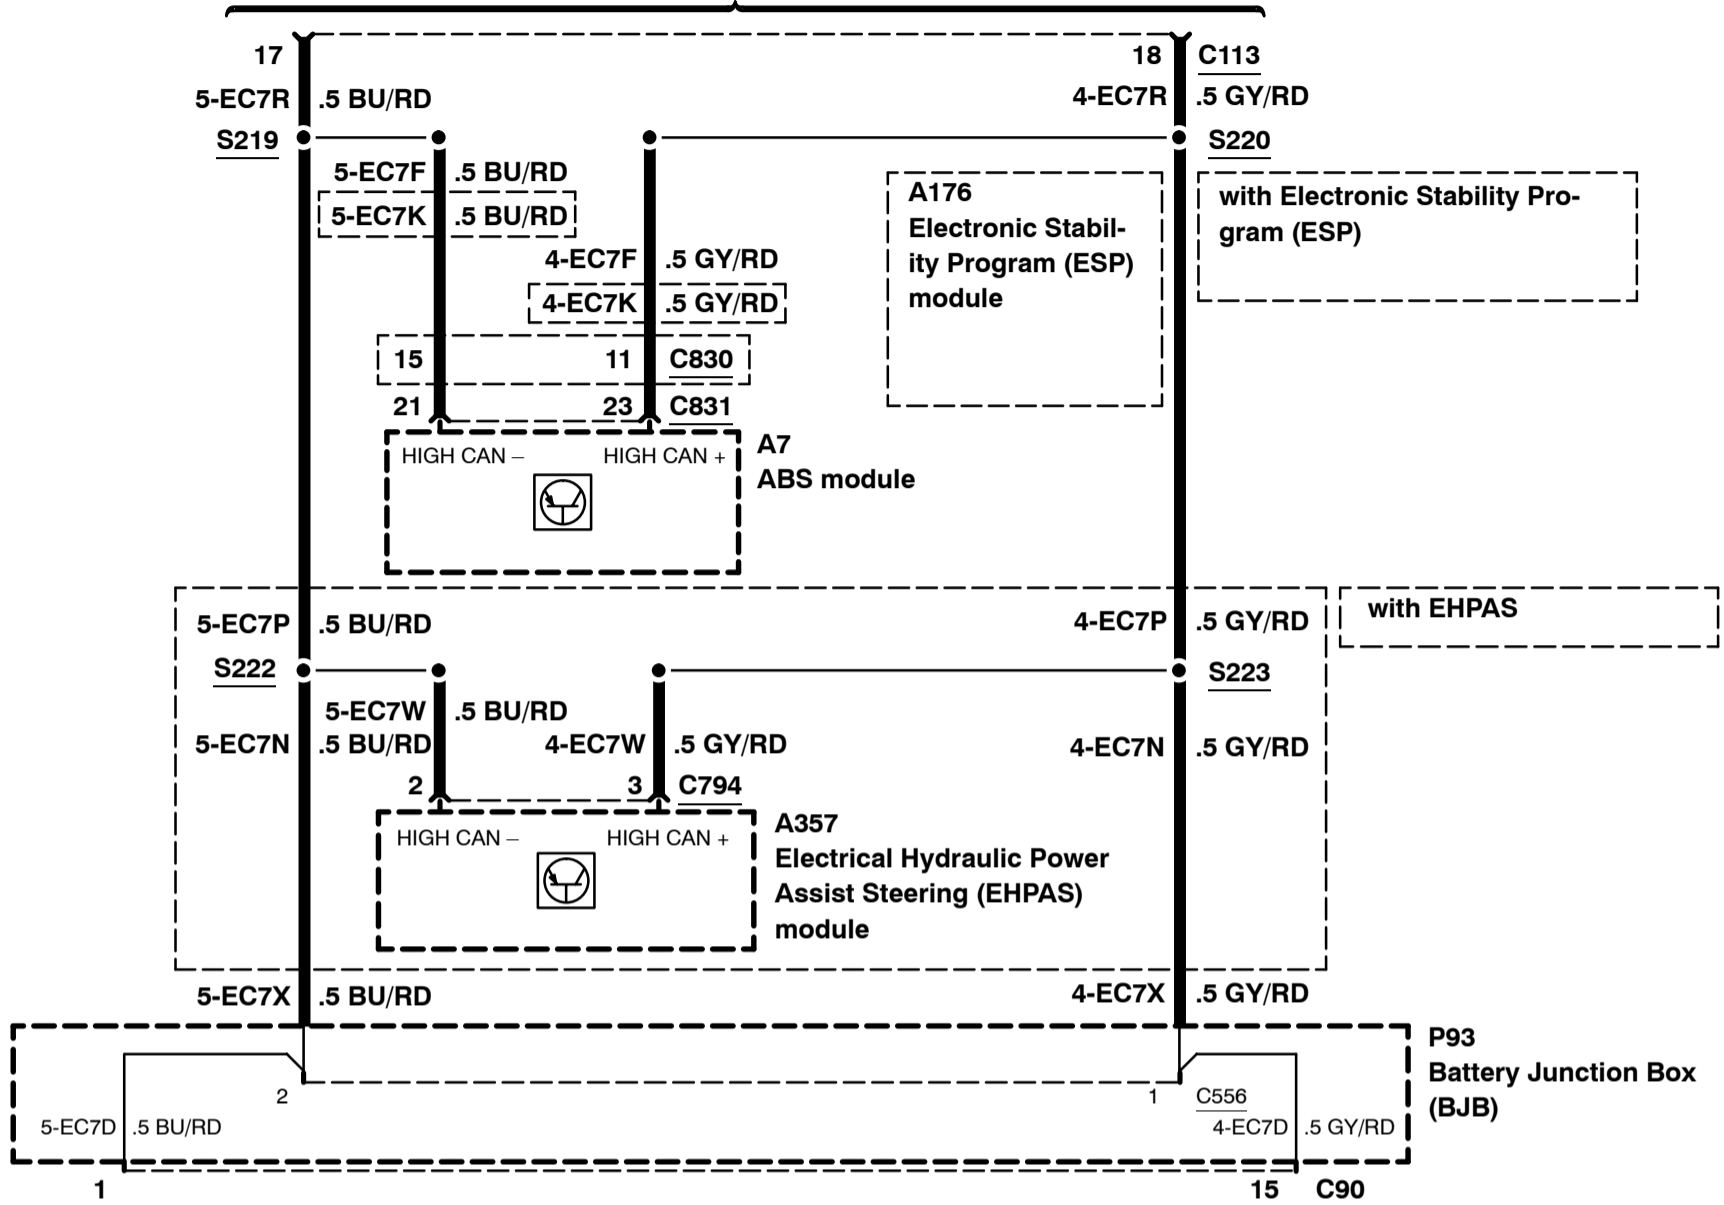 17
18 C113
5-EC7R .5 BU/RD
4-EC7R .5 GY/RD
S219
S220
5-EC7F .5 BU/RD
5-EC7K .5 BU/RD
4-EC7F .5 GY/RD
4-EC7K .5 GY/RD
A176
Electronic Stabil-
ity Program (ESP)
module
with Electronic Stability Pro-
gram (ESP)
15 11 C830
21 23 C831
HIGH CAN – HIGH CAN +
A7
ABS module
with EHPAS
5-EC7P .5 BU/RD
4-EC7P .5 GY/RD
S222
S223
5-EC7W .5 BU/RD
5-EC7N .5 BU/RD
4-EC7W .5 GY/RD
4-EC7N .5 GY/RD
2 3 C794
HIGH CAN – HIGH CAN +
A357
Electrical Hydraulic Power
Assist Steering (EHPAS)
module
5-EC7X .5 BU/RD
4-EC7X .5 GY/RD
P93
Battery Junction Box
(BJB)
2
1 C556
5-EC7D .5 BU/RD
4-EC7D .5 GY/RD
1
15 C90